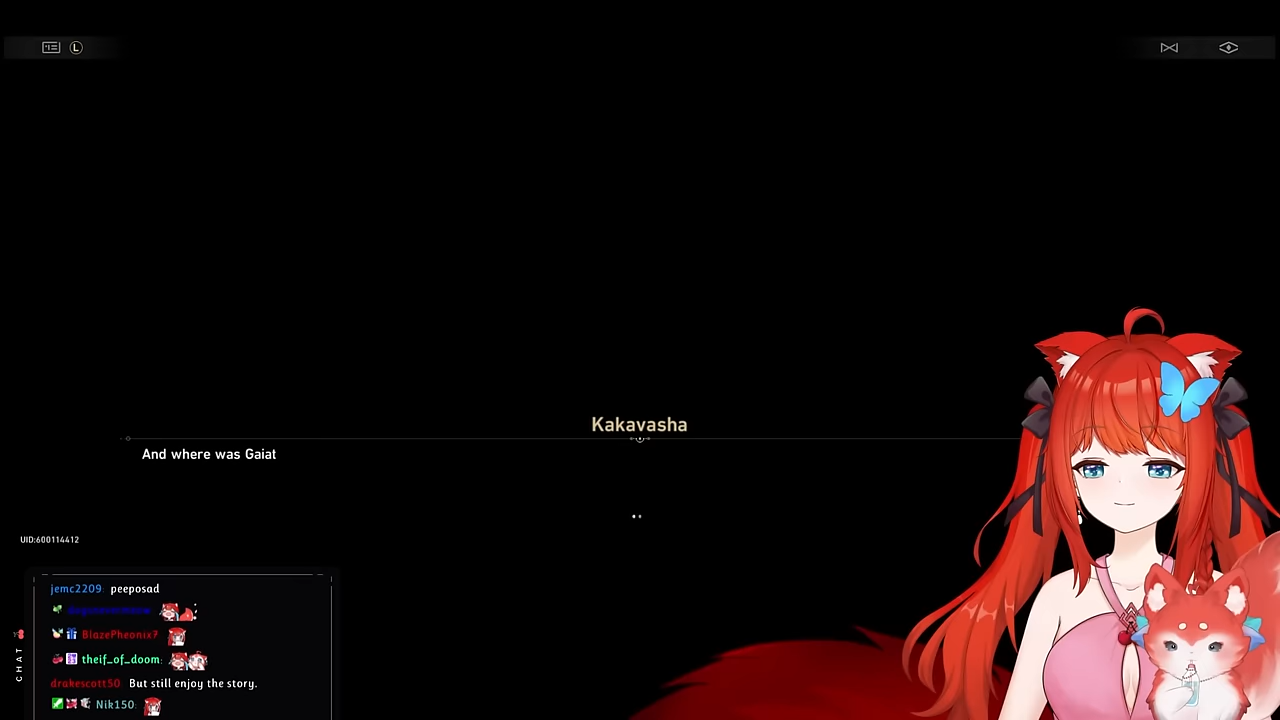 L
Kakavasha
And where was Gaiat
UID:600114412
CHAT
jemc2209: peeposad
BlazePheonix7
theif_of_doom:
drakescott50 But still enjoy the story.
Nik150: